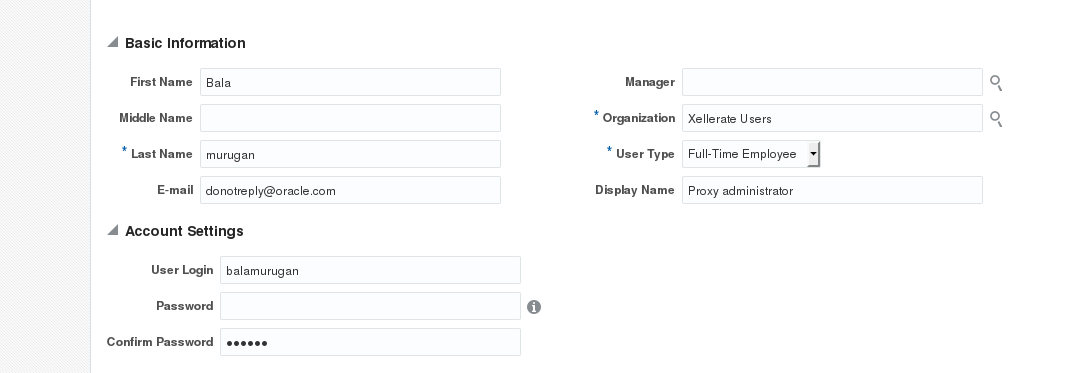 Basic Information
First Name Bala
Manager
Middle Name
* Organization Xellerate Users
* Last Name murugan
* User Type Full-Time Employee
E-mail donotreply@oracle.com
Display Name Proxy administrator
Account Settings
User Login balamurugan
Password
Confirm Password ••••••